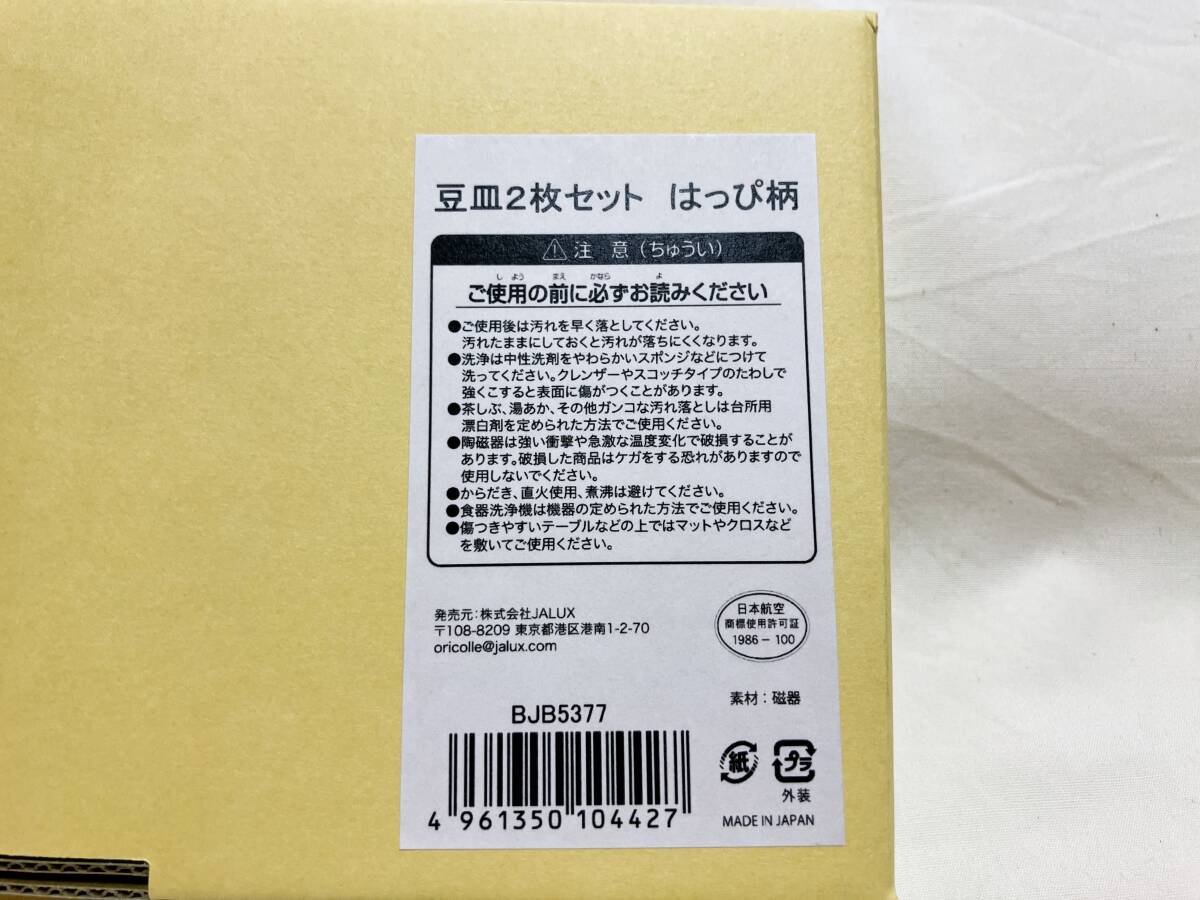 豆皿2枚セット はっぴ柄
⚠注 意(ちゅうい)
しよう まえ かなら よ
ご使用の前に必ずお読みください
●ご使用後は汚れを早く落としてください。
汚れたままにしておくと汚れが落ちにくくなります。
●洗浄は中性洗剤をやわらかいスポンジなどにつけて
洗ってください。クレンザーやスコッチタイプのたわしで
強くこすると表面に傷がつくことがあります。
●茶しぶ、湯あか、その他ガンコな汚れ落としは台所用
漂白剤を定められた方法でご使用ください。
●陶磁器は強い衝撃や急激な温度変化で破損することが
あります。破損した商品はケガをする恐れがありますので
使用しないでください。
●からだき、直火使用、煮沸は避けてください。
●食器洗浄機は機器の定められた方法でご使用ください。
●傷つきやすいテーブルなどの上ではマットやクロスなど
を敷いてご使用ください。
発売元:株式会社JALUX
〒108-8209 東京都港区港南1-2-70
oricolle@jalux.com
日本航空
商標使用許可証
1986-100
素材:磁器
BJB5377
4 961350 104427
紙
プラ
外装
MADE IN JAPAN